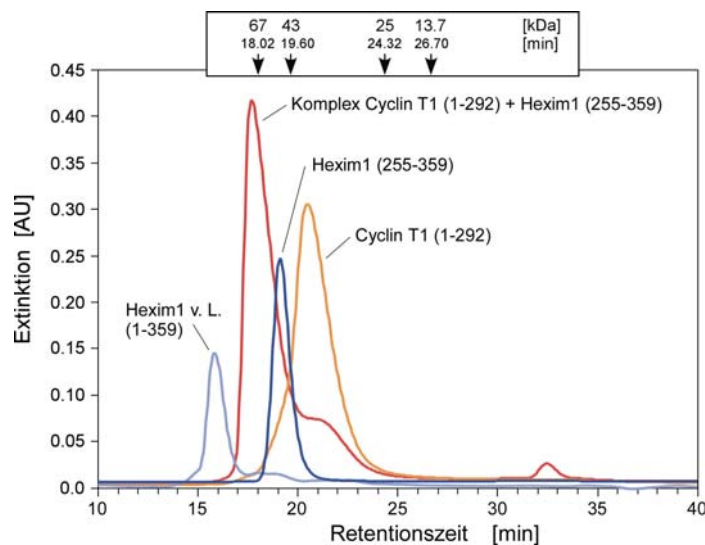 67 43 25 13.7 [kDa]
18.02 19.60 24.32 26.70 [min]
0.45
0.40
0.35
0.30
0.25
0.20
0.15
0.10
0.05
0.0
Extinktion [AU]
Komplex Cyclin T1 (1-292) + Hexim1 (255-359)
Hexim1 (255-359)
Cyclin T1 (1-292)
Hexim1 v. L.
(1-359)
10 15 20 25 30 35 40
Retentionszeit [min]